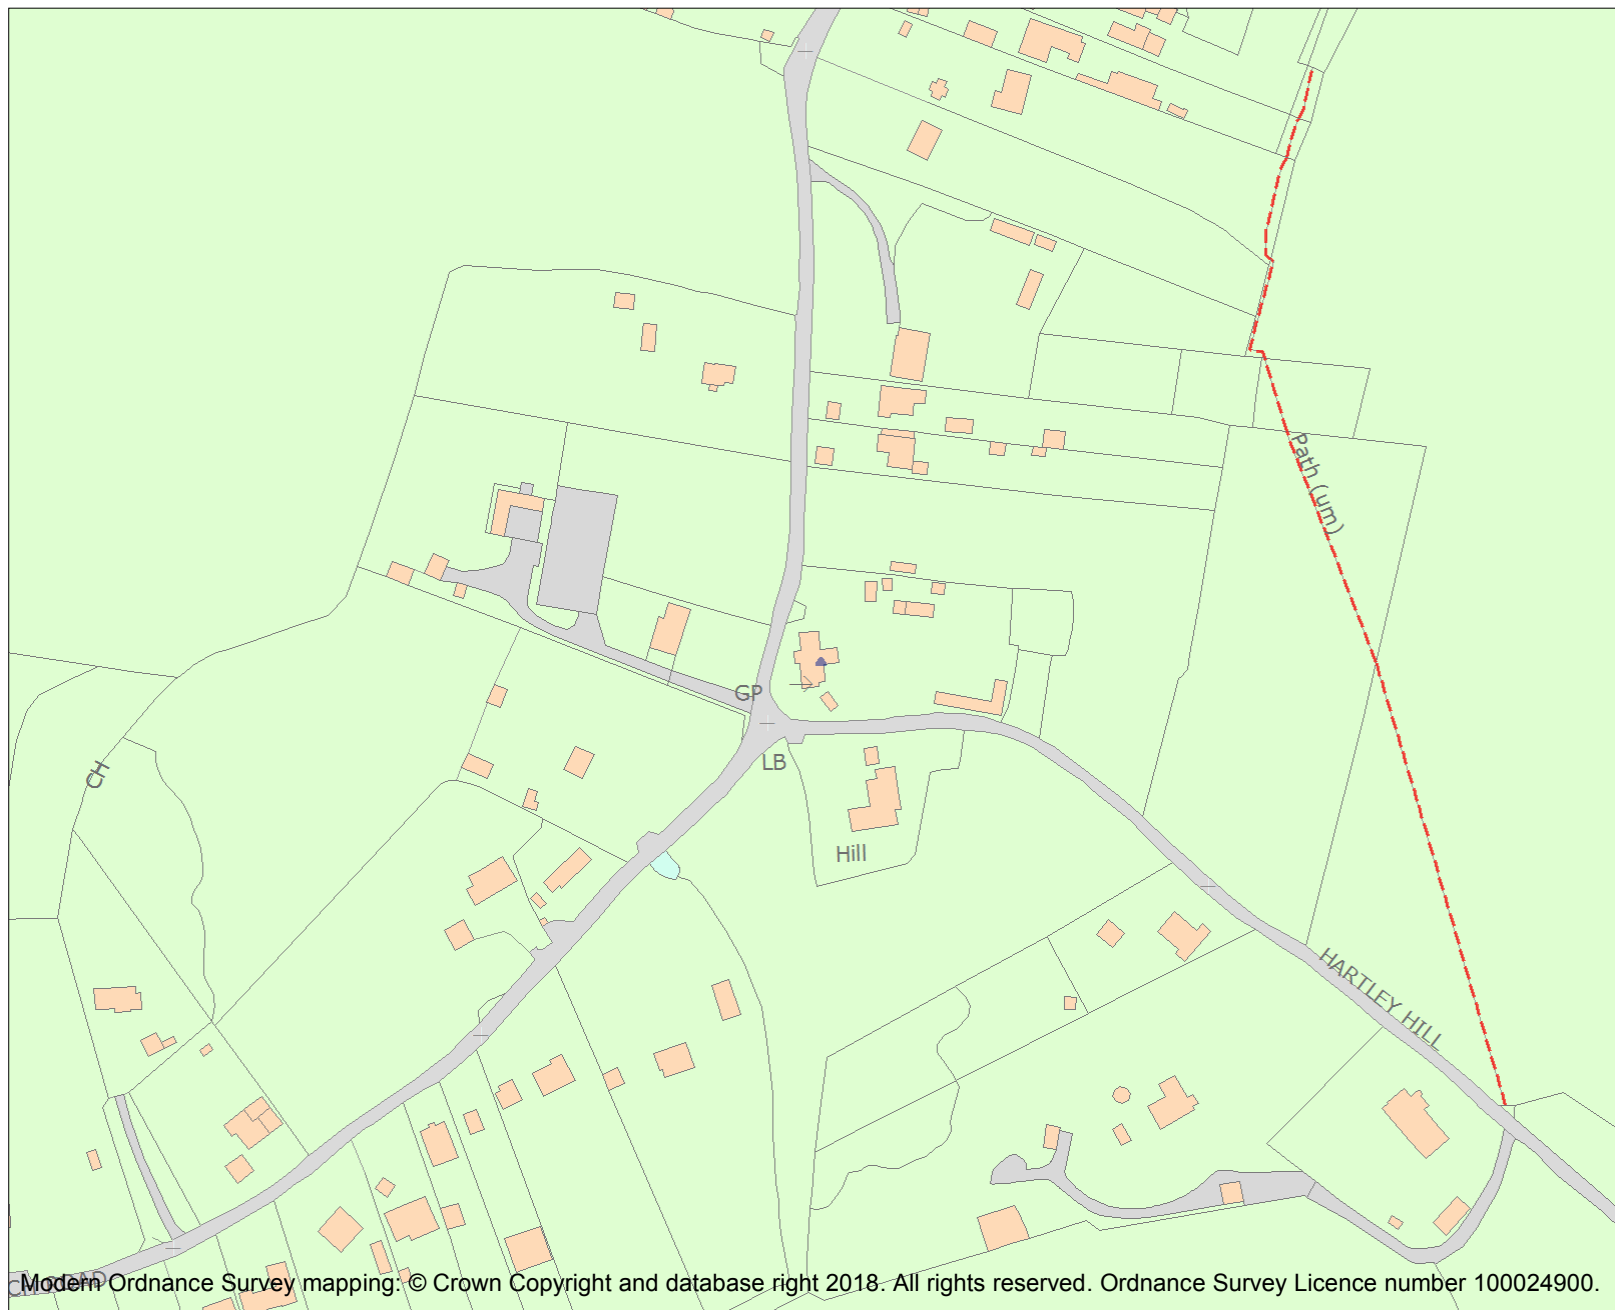 Path (um)
GP
LB
CH
Hill
HARTLEY HILL
Modern Ordnance Survey mapping: © Crown Copyright and database right 2018. All rights reserved. Ordnance Survey Licence number 100024900.